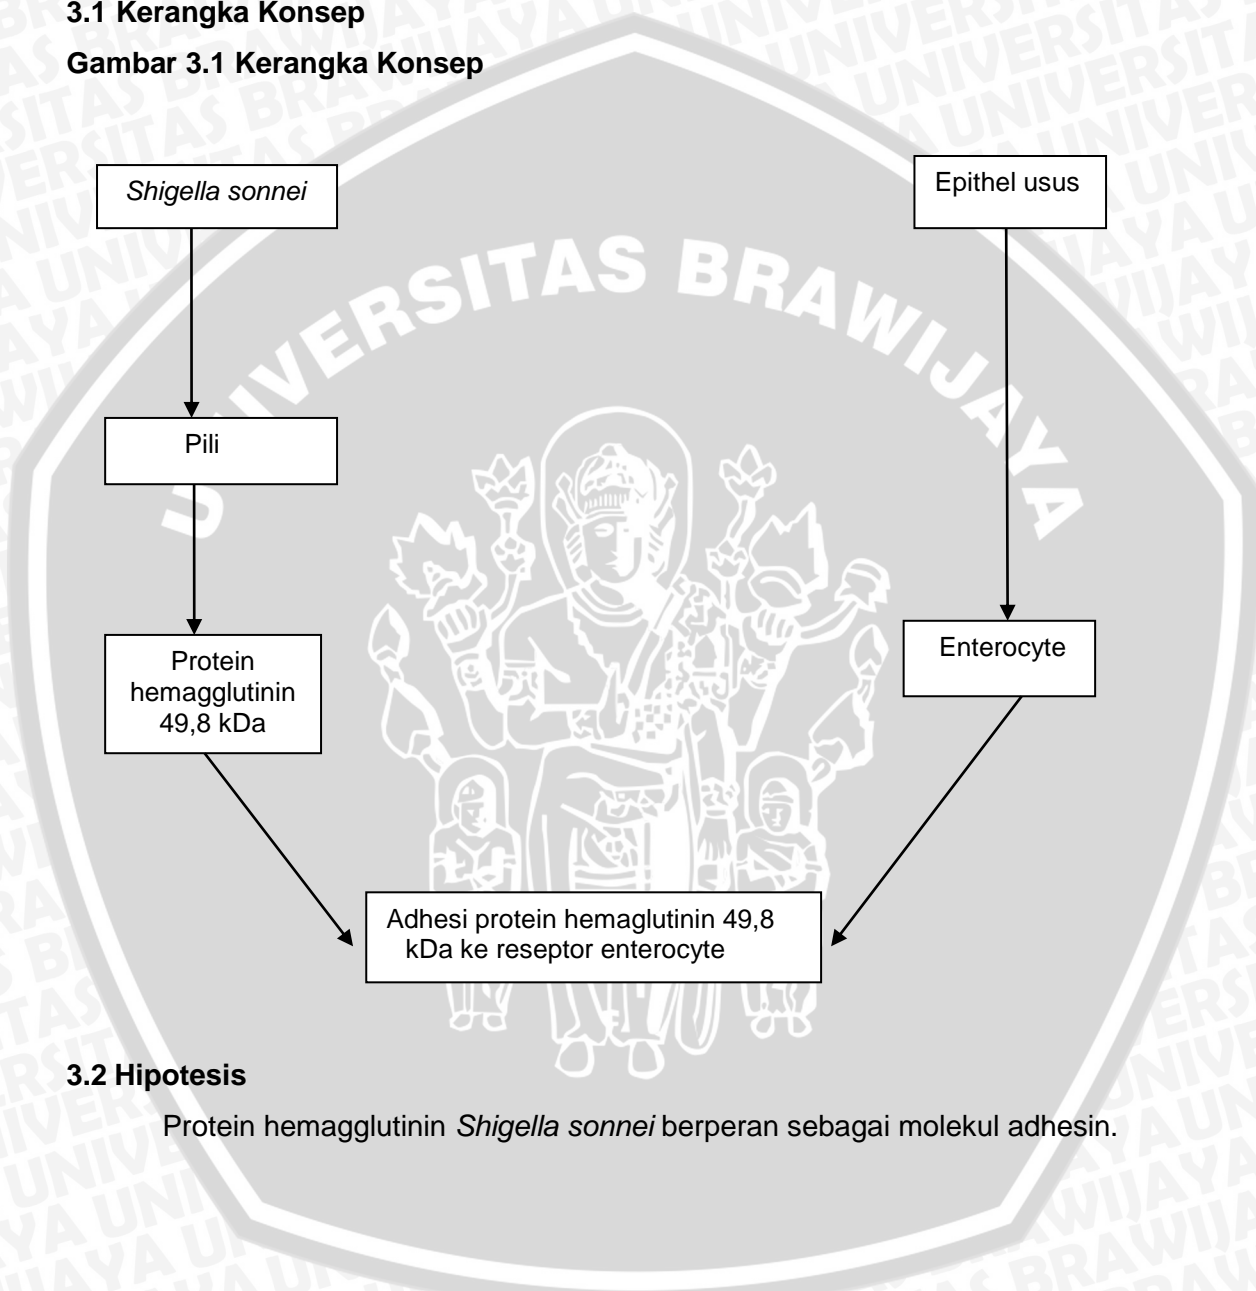 3.1 Kerangka Konsep
Gambar 3.1 Kerangka Konsep
Shigella sonnei
Epithel usus
UNIVERSITAS BRAWIJAYA
Pili
Protein
hemagglutinin
49,8 kDa
Enterocyte
Adhesi protein hemaglutinin 49,8
kDa ke reseptor enterocyte
3.2 Hipotesis
Protein hemagglutinin Shigella sonnei berperan sebagai molekul adhesin.